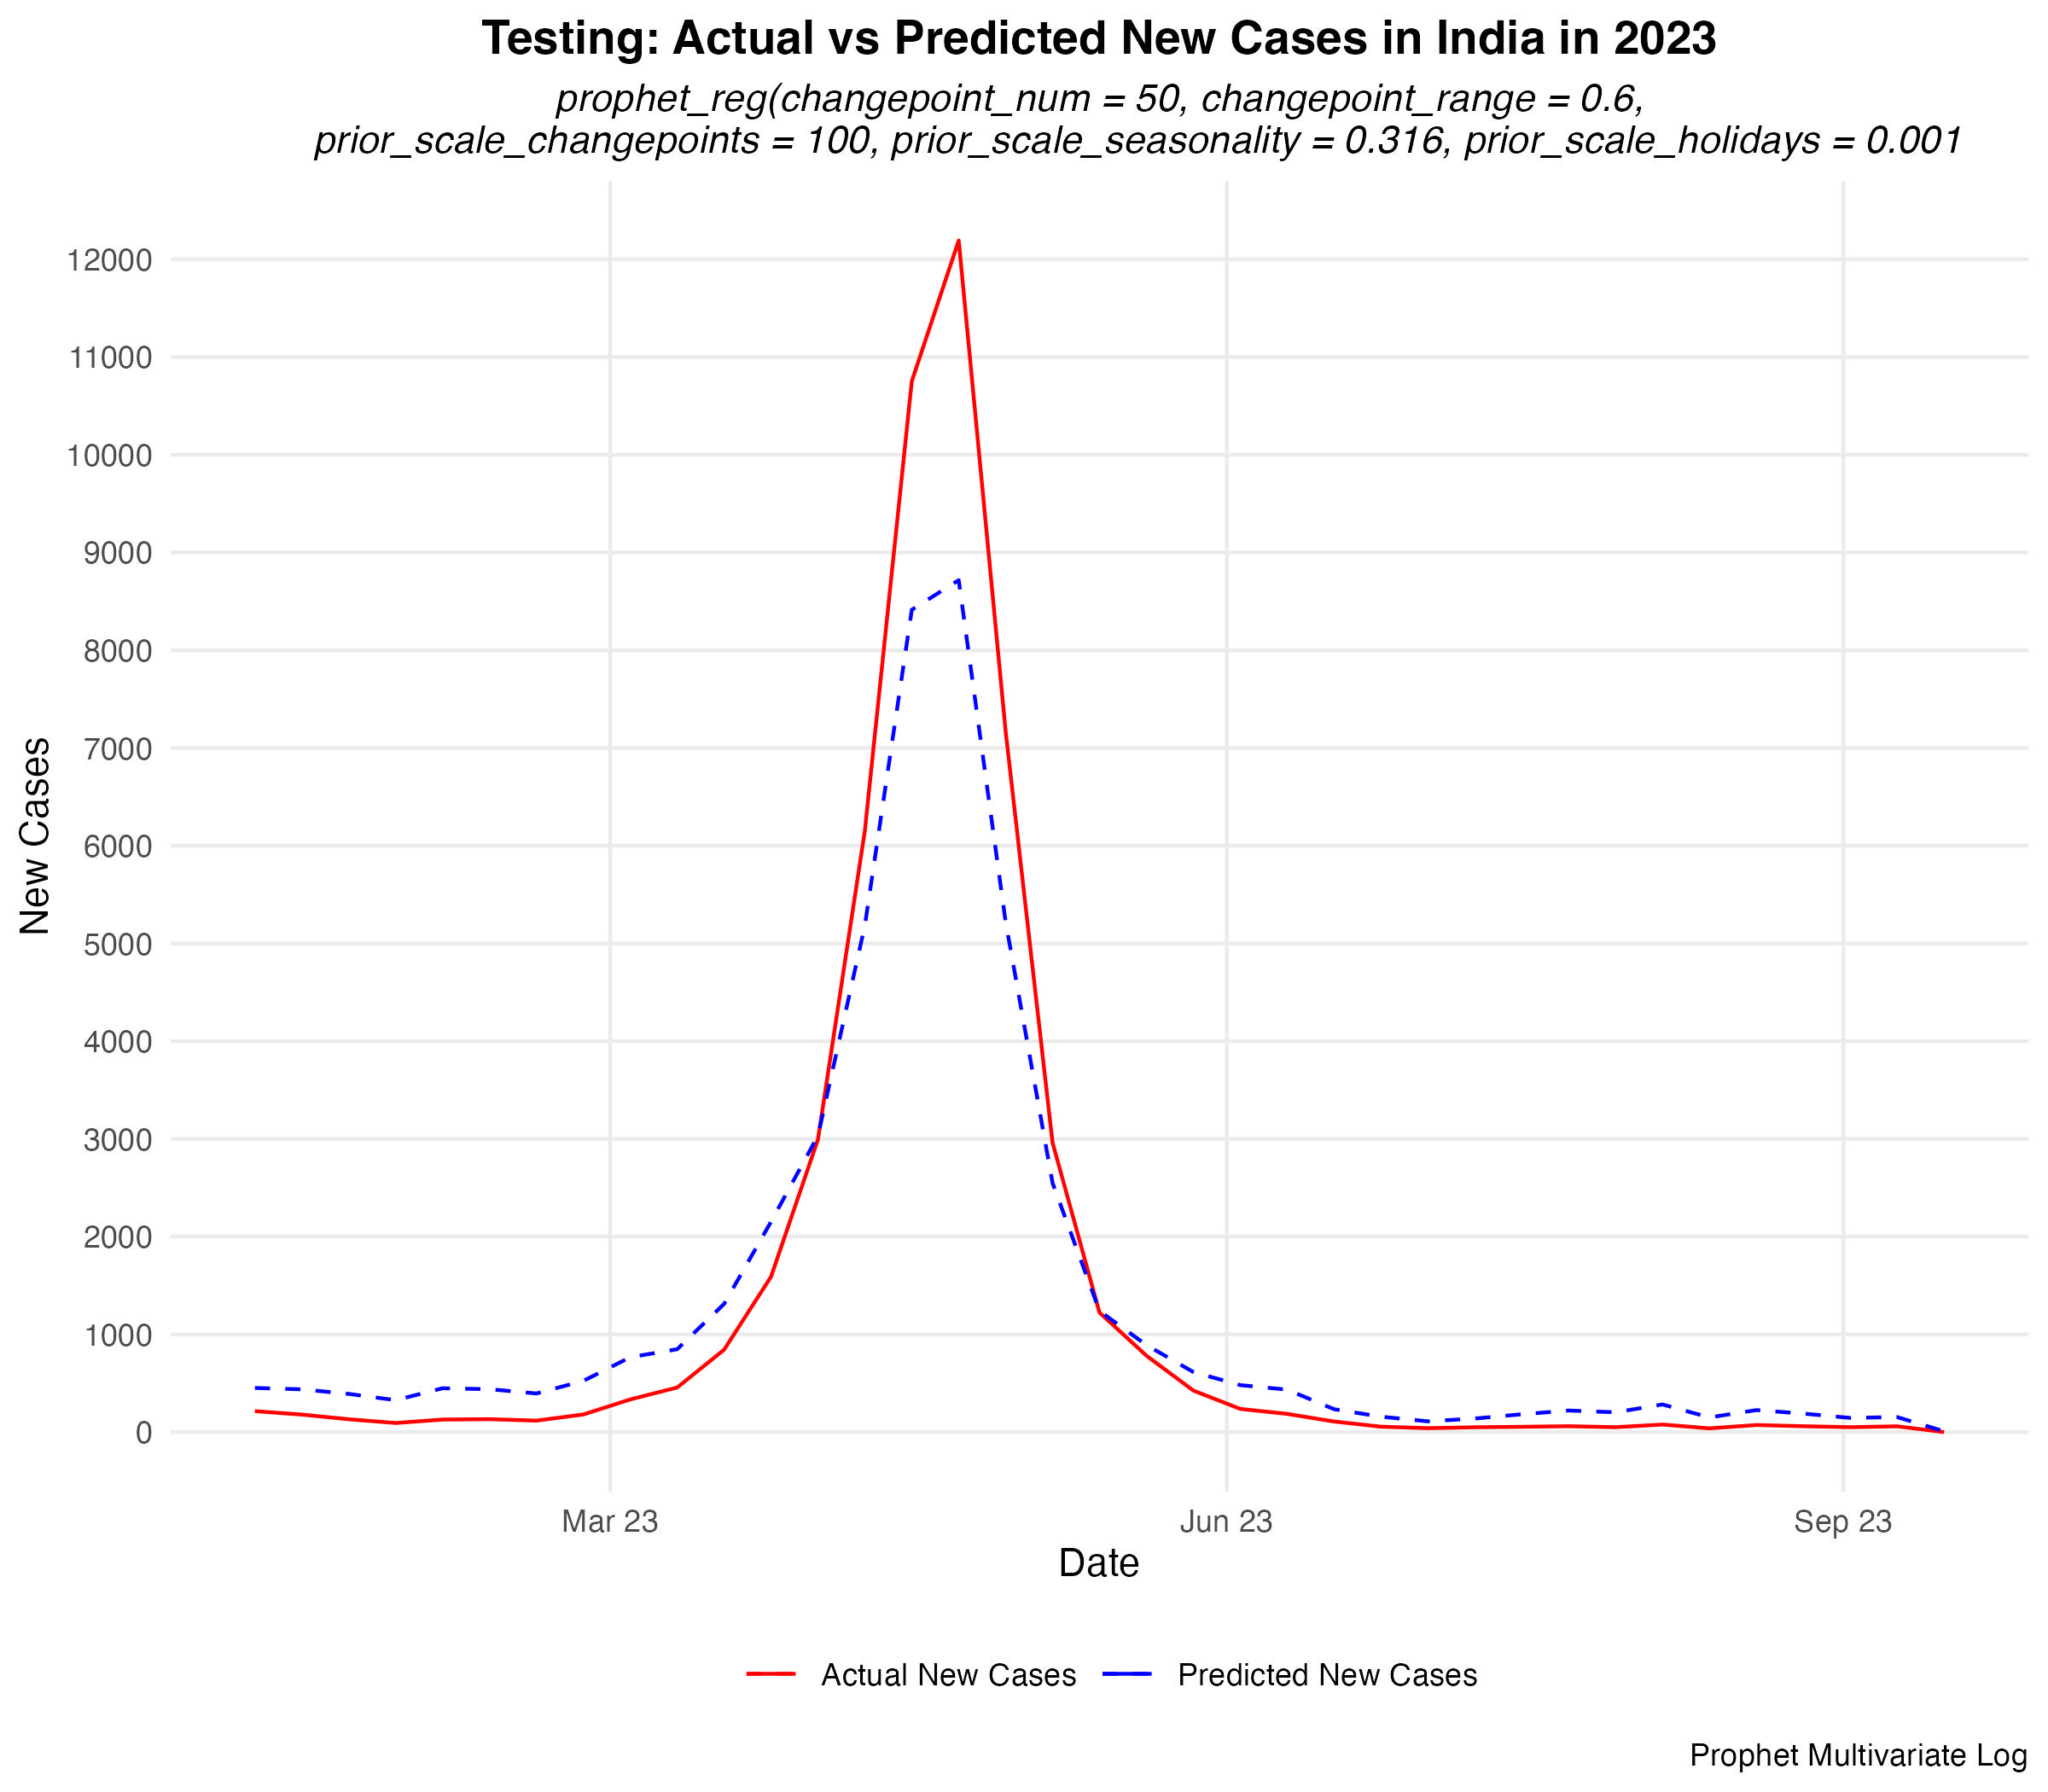 Testing: Actual vs Predicted New Cases in India in 2023
prophet_reg(changepoint_num = 50, changepoint_range = 0.6,
prior_scale_changepoints = 100, prior_scale_seasonality = 0.316, prior_scale_holidays = 0.001
12000
11000
10000
9000
8000
7000
6000
5000
4000
3000
2000
1000
0
New Cases
Mar 23
Jun 23
Sep 23
Date
Actual New Cases
Predicted New Cases
Prophet Multivariate Log